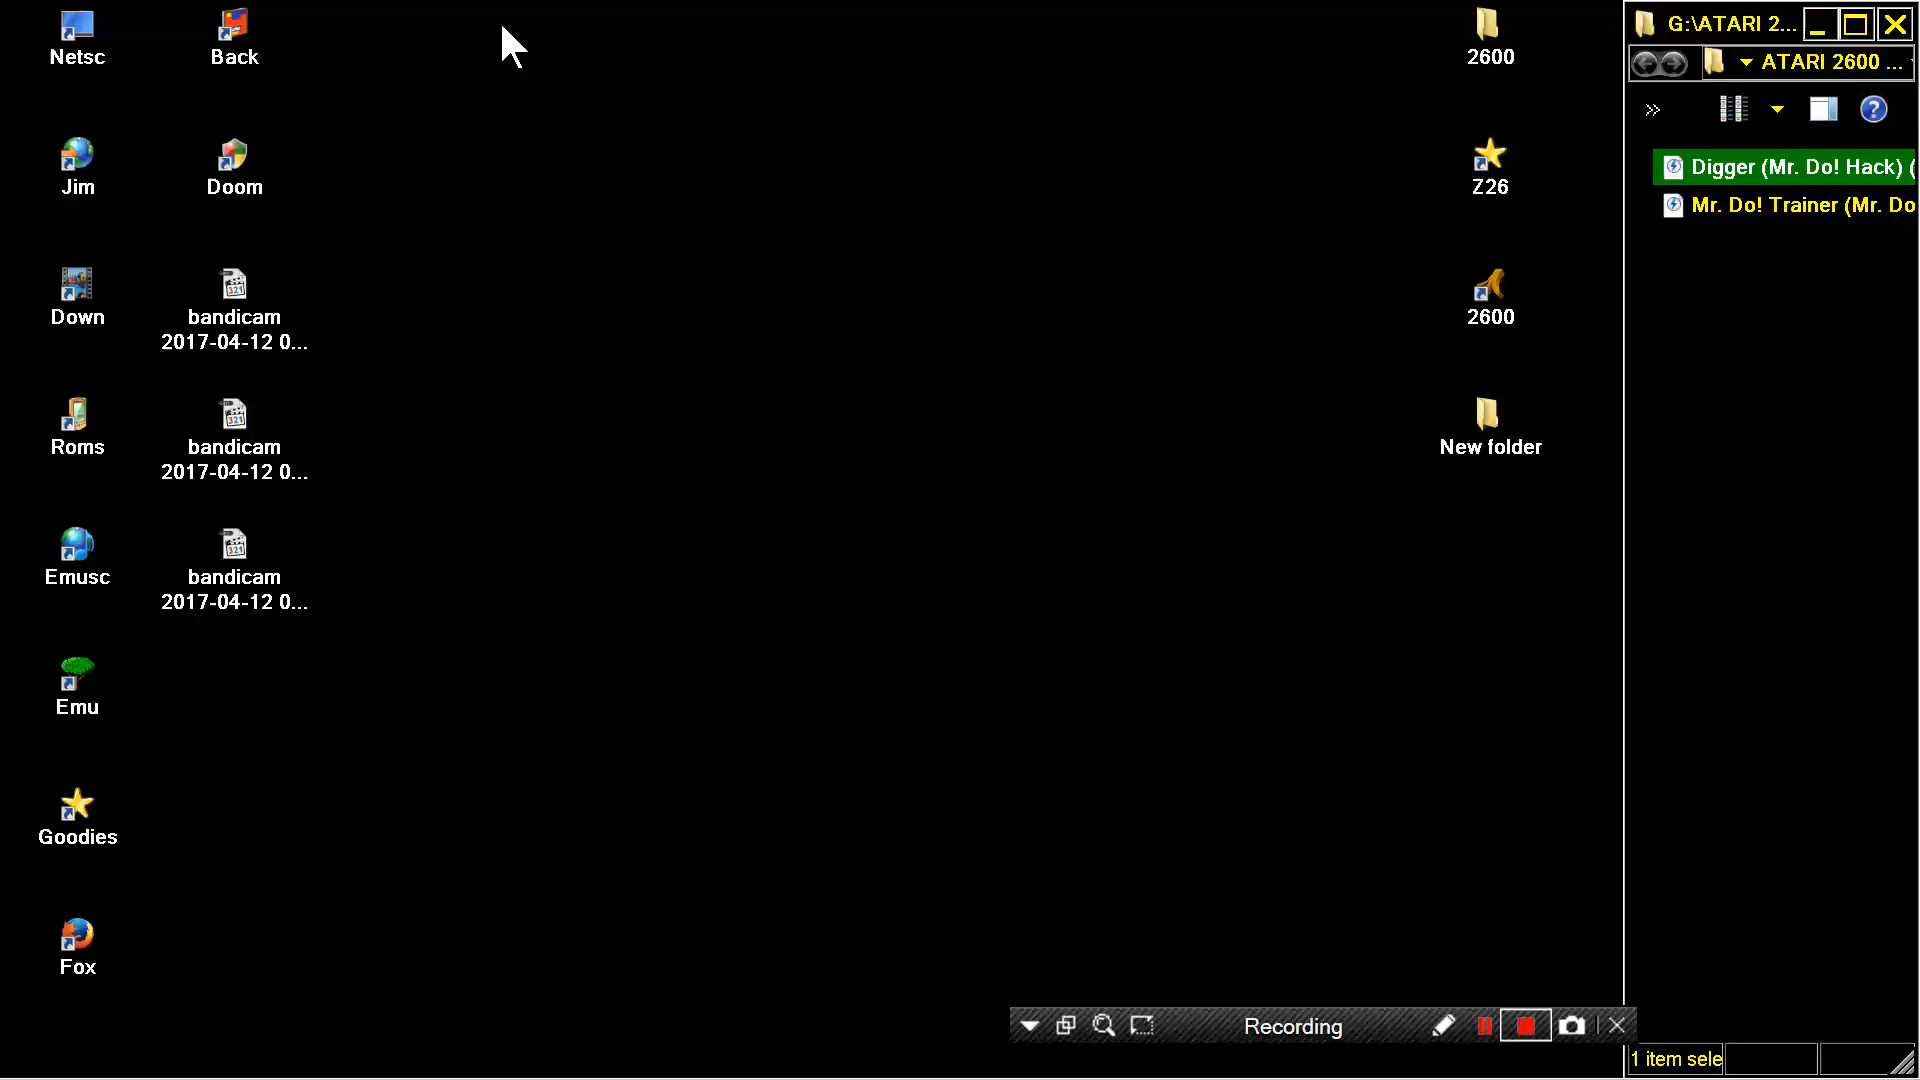 Netsc
Back
Jim
Doom
Down
bandicam
2017-04-12 0...
Roms
bandicam
2017-04-12 0...
Emusc
bandicam
2017-04-12 0...
Emu
Goodies
Fox
2600
Z26
2600
New folder
G:\ATARI 2...
ATARI 2600 ...
»
Digger (Mr. Do! Hack) (
Mr. Do! Trainer (Mr. Do
Recording
1 item sele